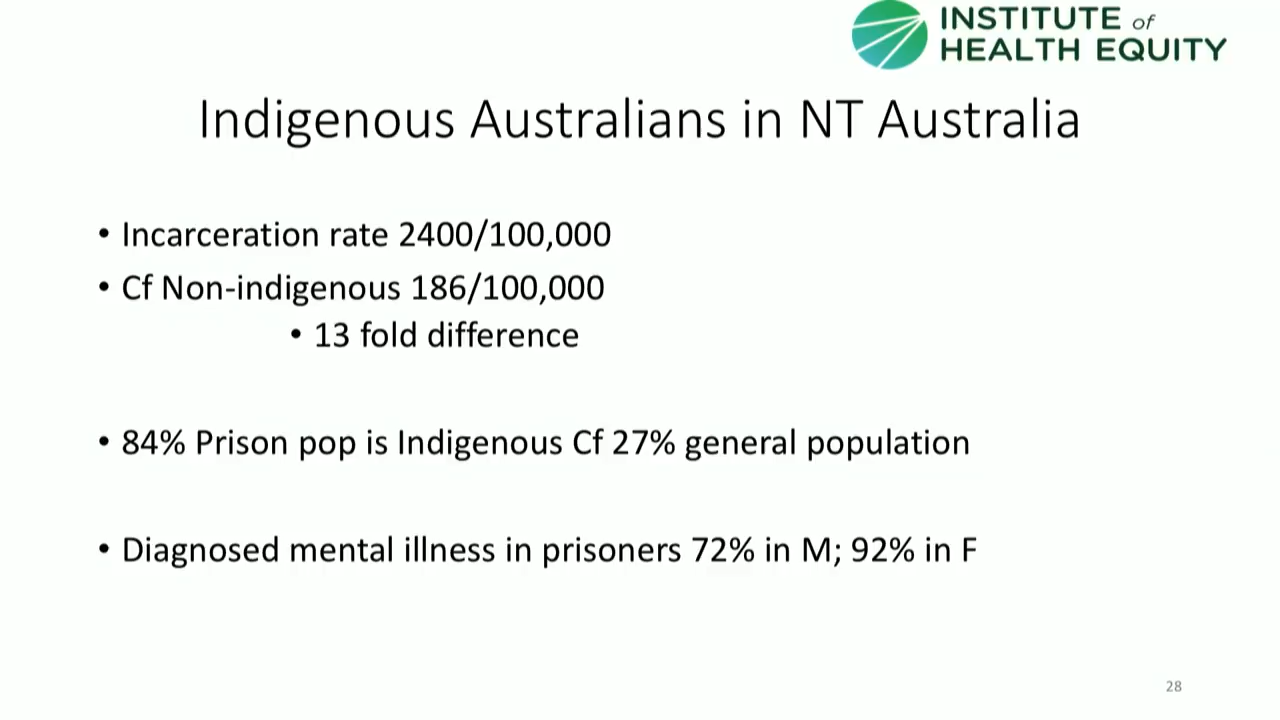 INSTITUTE of
HEALTH EQUITY
Indigenous Australians in NT Australia
• Incarceration rate 2400/100,000
• Cf Non-indigenous 186/100,000
• 13 fold difference
• 84% Prison pop is Indigenous Cf 27% general population
• Diagnosed mental illness in prisoners 72% in M; 92% in F
28